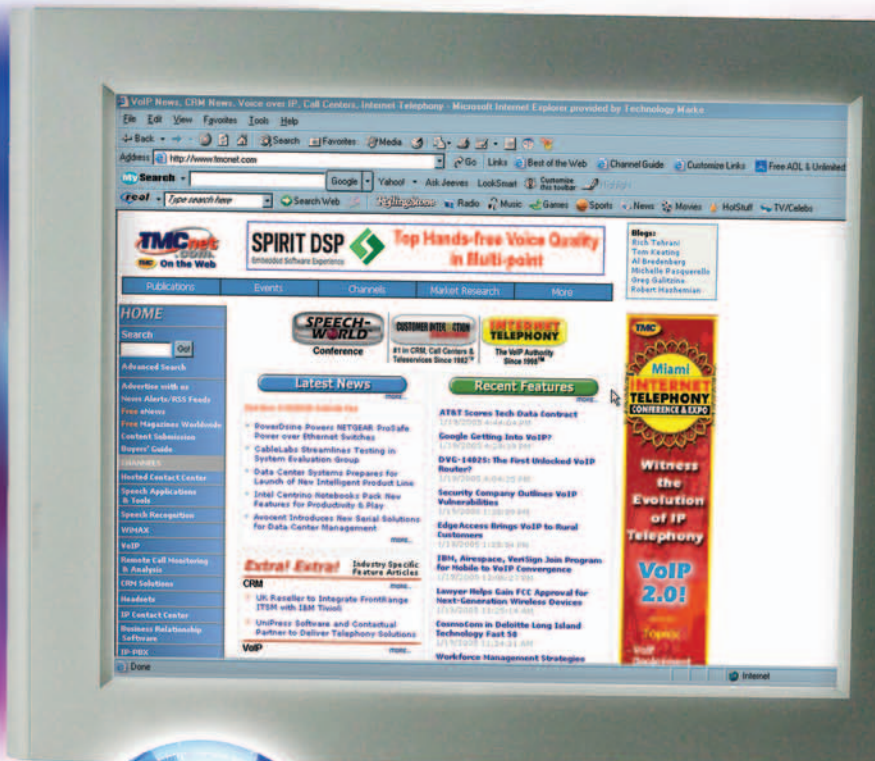 VoIP News, CRM News, Voice over IP, Call Centers, Internet Telephony - Microsoft Internet Explorer provided by Technology Marke
File Edit View Favorites Tools Help
Back Search Favorites Media
Address http://www.tmcnet.com Go Links Best of the Web Channel Guide Customize Links Free AOL & Unlimited
My Search Google Yahoo! Ask Jeeves LookSmart Customize this toolbar Highlight
real Type search here Search Web RollingStone Radio Music Games Sports News Movies HotStuff TV/Celebs
TMCnet
.COM
TMC On the Web
SPIRIT DSP
Embedded Software Experience
Top Hands-free Voice Quality
in Multi-point
Blogs:
Rich Tehrani
Tom Keating
Al Bredenberg
Michelle Pasquerello
Greg Galitzine
Robert Hashemian
Publications Events Channels Market Research More
HOME
Search
Go!
Advanced Search
Advertise with us
News Alerts/RSS Feeds
Free eNews
Free Magazines Worldwide
Content Submission
Buyers' Guide
CHANNELS
Hosted Contact Center
Speech Applications
& Tools
Speech Recognition
WiMAX
VoIP
Remote Call Monitoring
& Analysis
CRM Solutions
Headsets
IP Contact Center
Business Relationship
Software
IP-PBX
SPEECH-
WORLD
Conference
CUSTOMER INTER@CTION
#1 in CRM, Call Centers &
Teleservices Since 1982™
INTERNET
TELEPHONY
The VoIP Authority
Since 1998™
Latest News
more...
PowerDsine Powers NETGEAR ProSafe
Power over Ethernet Switches
CableLabs Streamlines Testing in
System Evaluation Group
Data Center Systems Prepares for
Launch of New Intelligent Product Line
Intel Centrino Notebooks Pack New
Features for Productivity & Play
Avocent Introduces New Serial Solutions
for Data Center Management
more...
Extra! Extra! Industry Specific
Feature Articles
CRM more...
UK Reseller to Integrate FrontRange
ITSM with IBM Tivioli
UniPress Software and Contactual
Partner to Deliver Telephony Solutions
VoIP more...
Recent Features
more...
AT&T Scores Tech Data Contract
Google Getting Into VoIP?
DVG-1402S: The First Unlocked VoIP
Router?
Security Company Outlines VoIP
Vulnerabilities
EdgeAccess Brings VoIP to Rural
Customers
IBM, Airespace, VeriSign Join Program
for Mobile to VoIP Convergence
Lawyer Helps Gain FCC Approval for
Next-Generation Wireless Devices
CosmoCom in Deloitte Long Island
Technology Fast 50
Workforce Management Strategies
TMC
Miami
INTERNET
TELEPHONY
CONFERENCE & EXPO
Witness
the
Evolution
of IP
Telephony
VoIP
2.0!
Topics:
Done Internet